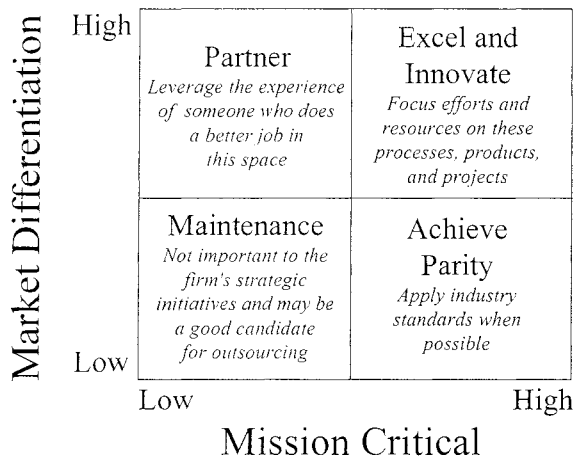 Market Differentiation
High
Partner
Leverage the experience
of someone who does
a better job in
this space
Excel and
Innovate
Focus efforts and
resources on these
processes, products,
and projects
Maintenance
Not important to the
firm's strategic
initiatives and may be
a good candidate
for outsourcing
Achieve
Parity
Apply industry
standards when
possible
Low
Low
High
Mission Critical